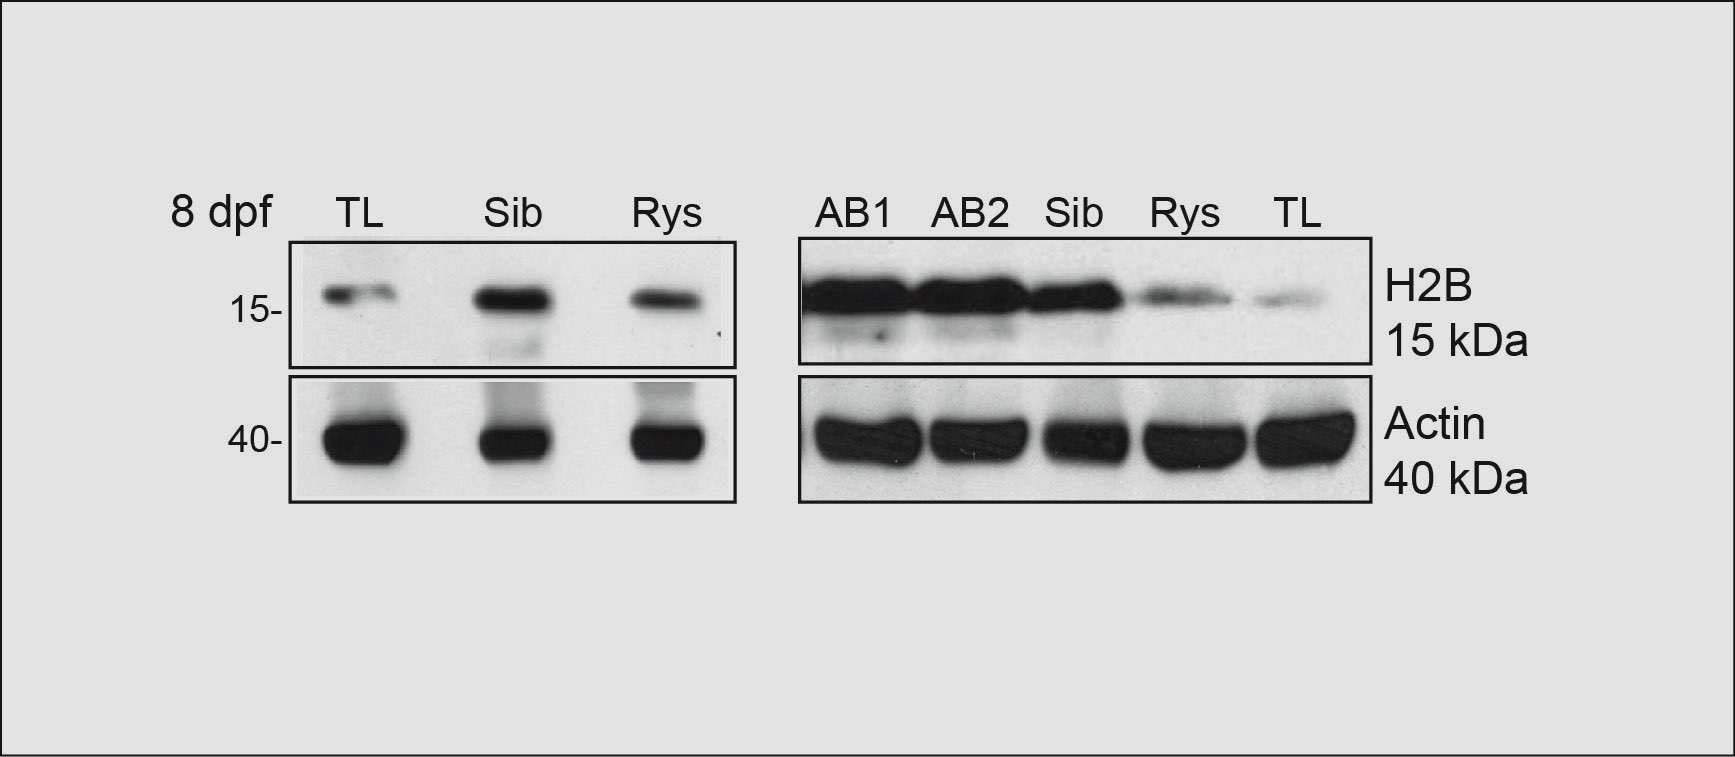 8 dpf TL Sib Rys AB1 AB2 Sib Rys TL
15-
H2B
15 kDa
40-
Actin
40 kDa